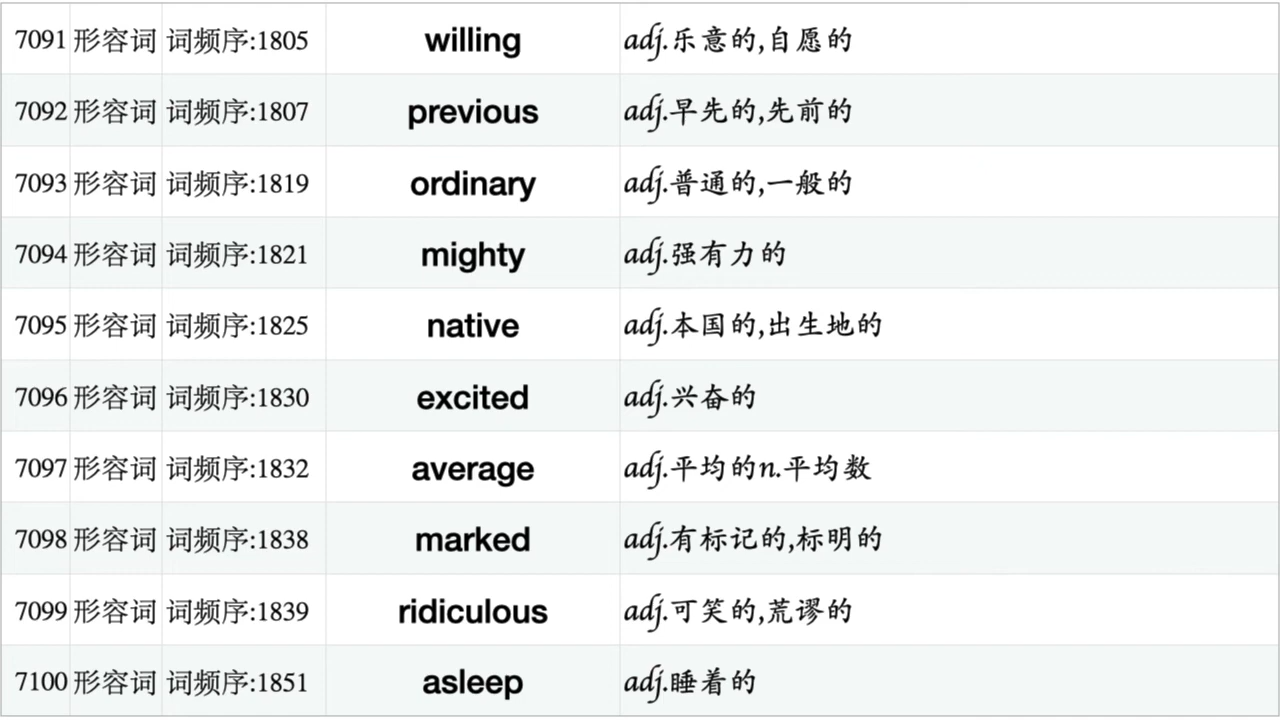 7091 形容词 词频序:1805 willing adj.乐意的,自愿的
7092 形容词 词频序:1807 previous adj.早先的,先前的
7093 形容词 词频序:1819 ordinary adj.普通的,一般的
7094 形容词 词频序:1821 mighty adj.强有力的
7095 形容词 词频序:1825 native adj.本国的,出生地的
7096 形容词 词频序:1830 excited adj.兴奋的
7097 形容词 词频序:1832 average adj.平均的n.平均数
7098 形容词 词频序:1838 marked adj.有标记的,标明的
7099 形容词 词频序:1839 ridiculous adj.可笑的,荒谬的
7100 形容词 词频序:1851 asleep adj.睡着的